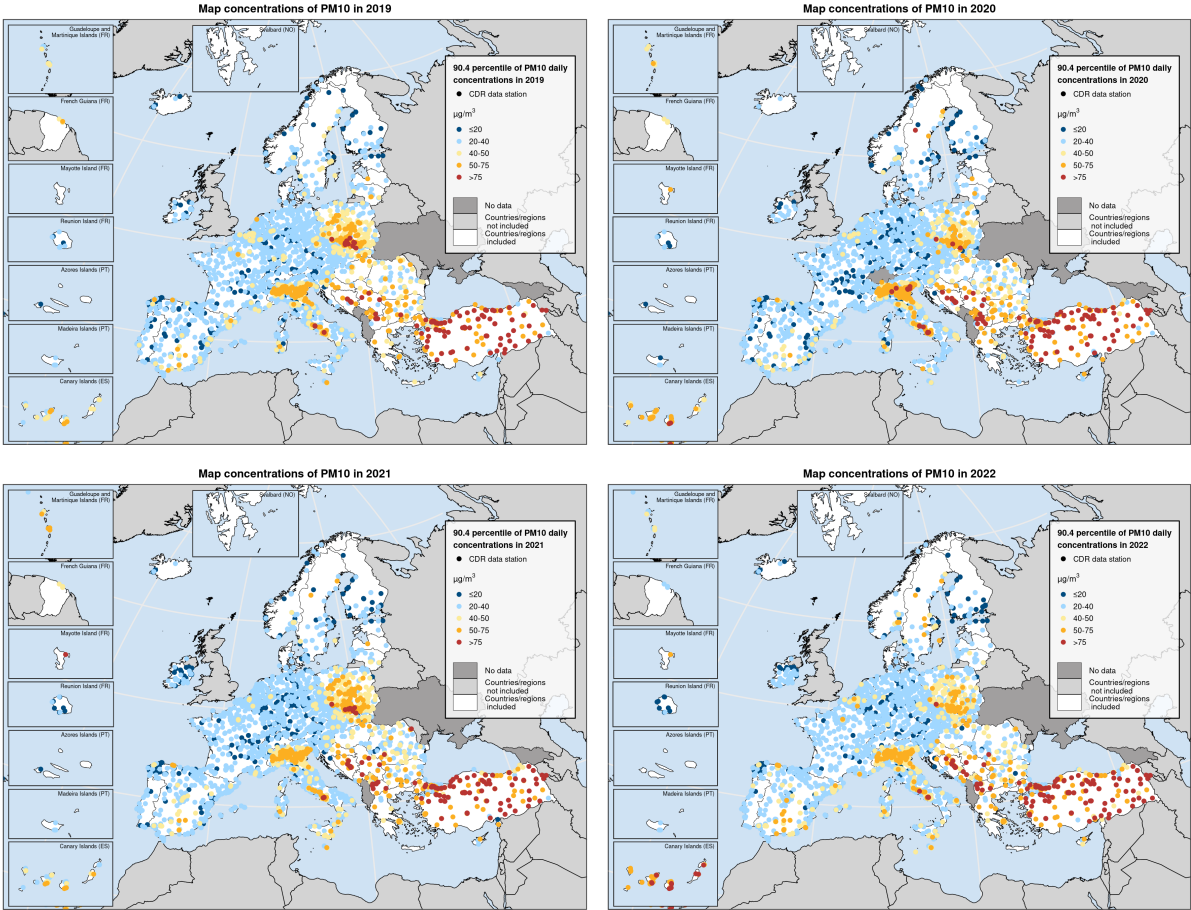 Map concentrations of PM10 in 2019
Guadeloupe and
Martinique Islands (FR)
French Guiana (FR)
Mayotte Island (FR)
Reunion Island (FR)
Azores Islands (PT)
Madeira Islands (PT)
Canary Islands (ES)
Svalbard (NO)
90.4 percentile of PM10 daily
concentrations in 2019
CDR data station
µg/m3
≤20
20-40
40-50
50-75
>75
No data
Countries/regions
not included
Countries/regions
included
Map concentrations of PM10 in 2020
Guadeloupe and
Martinique Islands (FR)
French Guiana (FR)
Mayotte Island (FR)
Reunion Island (FR)
Azores Islands (PT)
Madeira Islands (PT)
Canary Islands (ES)
Svalbard (NO)
90.4 percentile of PM10 daily
concentrations in 2020
CDR data station
µg/m3
≤20
20-40
40-50
50-75
>75
No data
Countries/regions
not included
Countries/regions
included
Map concentrations of PM10 in 2021
Guadeloupe and
Martinique Islands (FR)
French Guiana (FR)
Mayotte Island (FR)
Reunion Island (FR)
Azores Islands (PT)
Madeira Islands (PT)
Canary Islands (ES)
Svalbard (NO)
90.4 percentile of PM10 daily
concentrations in 2021
CDR data station
µg/m3
≤20
20-40
40-50
50-75
>75
No data
Countries/regions
not included
Countries/regions
included
Map concentrations of PM10 in 2022
Guadeloupe and
Martinique Islands (FR)
French Guiana (FR)
Mayotte Island (FR)
Reunion Island (FR)
Azores Islands (PT)
Madeira Islands (PT)
Canary Islands (ES)
Svalbard (NO)
90.4 percentile of PM10 daily
concentrations in 2022
CDR data station
µg/m3
≤20
20-40
40-50
50-75
>75
No data
Countries/regions
not included
Countries/regions
included